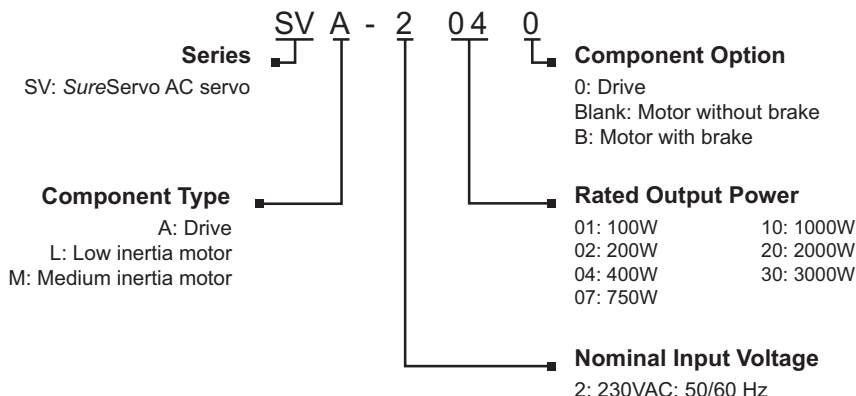 SV A - 2 04 0
Series
SV: SureServo AC servo
Component Type
A: Drive
L: Low inertia motor
M: Medium inertia motor
Component Option
0: Drive
Blank: Motor without brake
B: Motor with brake
Rated Output Power
01: 100W 10: 1000W
02: 200W 20: 2000W
04: 400W 30: 3000W
07: 750W
Nominal Input Voltage
2: 230VAC: 50/60 Hz